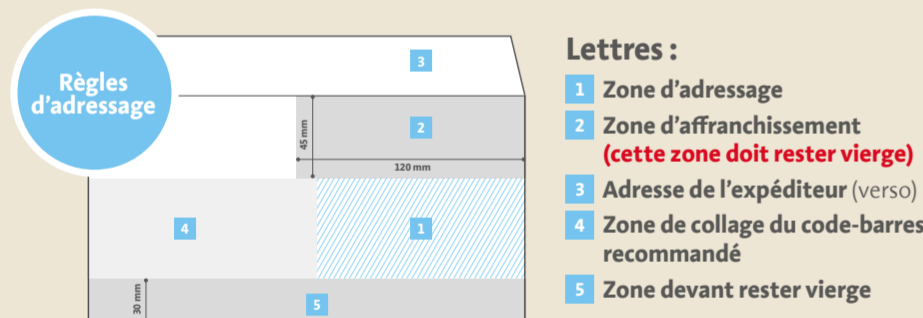 Règles
d'adressage
3
45 mm
2
120 mm
4
1
30 mm
5
Lettres :
1 Zone d'adressage
2 Zone d'affranchissement
(cette zone doit rester vierge)
3 Adresse de l'expéditeur (verso)
4 Zone de collage du code-barres
recommandé
5 Zone devant rester vierge